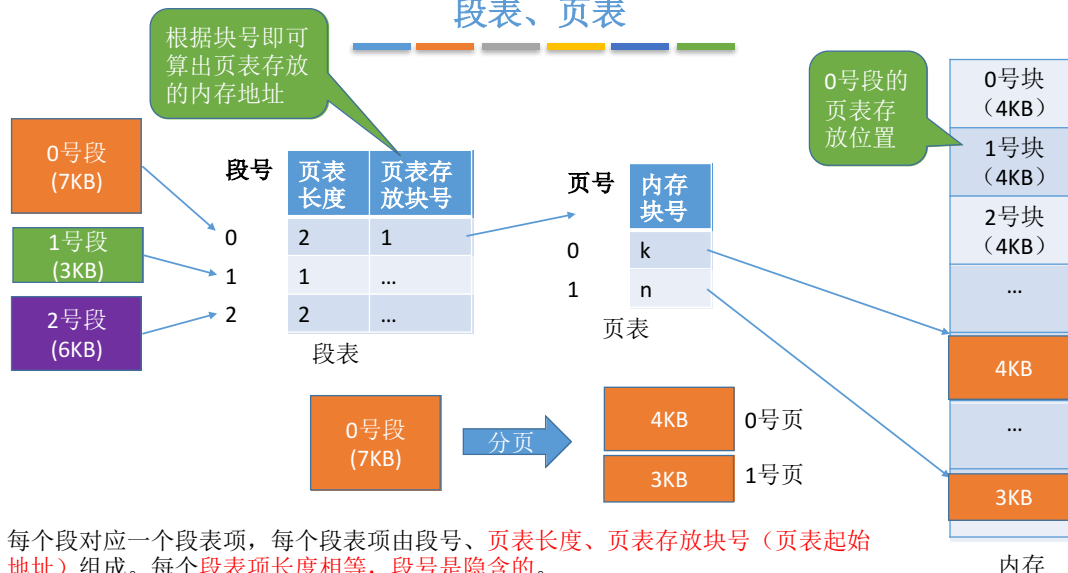 段表、页表
根据块号即可
算出页表存放
的内存地址
0号段的
页表存
放位置
0号段
(7KB)
1号段
(3KB)
2号段
(6KB)
段号
页表
长度
页表存
放块号
0
2
1
1
1
…
2
2
…
段表
页号
内存
块号
0
k
1
n
页表
0号块
（4KB）
1号块
（4KB）
2号块
（4KB）
…
4KB
…
3KB
内存
0号段
(7KB)
分页
4KB
0号页
3KB
1号页
每个段对应一个段表项，每个段表项由段号、页表长度、页表存放块号（页表起始
地址）组成。每个段表项长度相等，段号是隐含的。